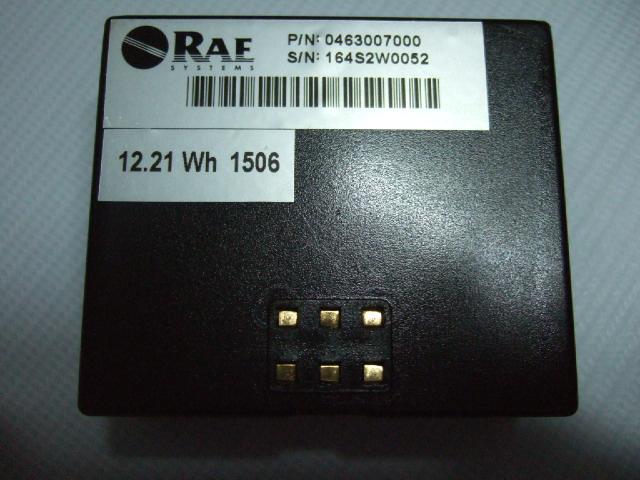 RAE
SYSTEMS
P/N: 0463007000
S/N: 164S2W0052
12.21 Wh 1506